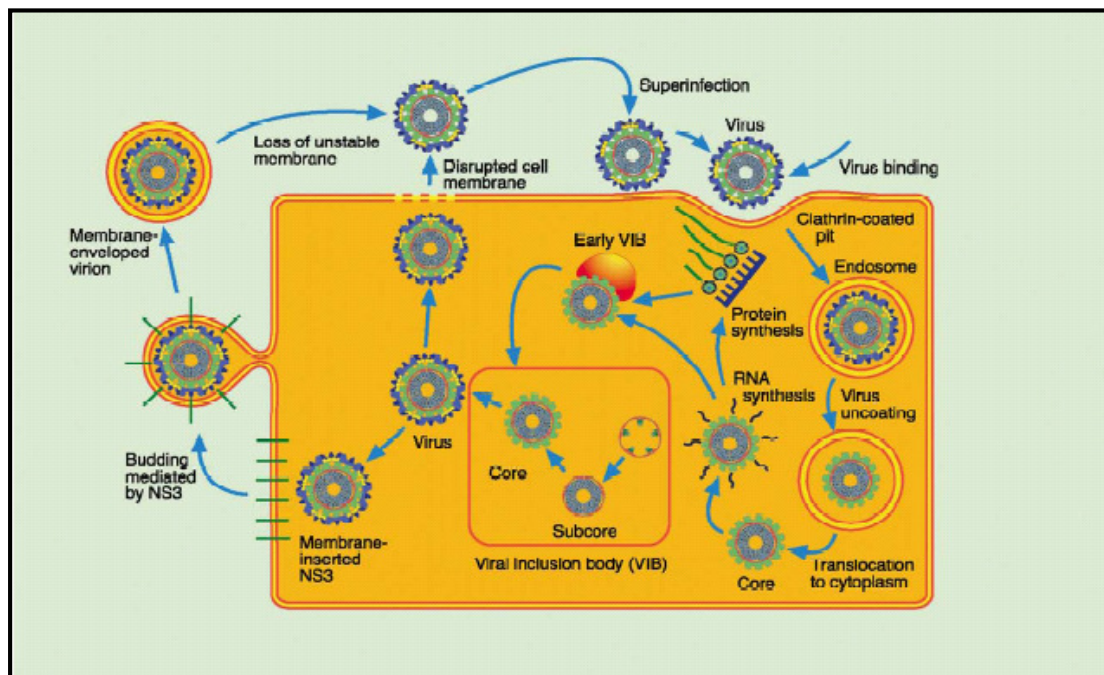 Superinfection
Virus
Virus binding
Loss of unstable
membrane
Disrupted cell
membrane
Clathrin-coated
pit
Membrane-
enveloped
virion
Early VIB
Endosome
Protein
synthesis
RNA
synthesis
Virus
uncoating
Virus
Core
Budding
mediated
by NS3
Subcore
Membrane-
inserted
NS3
Viral inclusion body (VIB)
Core
Translocation
to cytoplasm